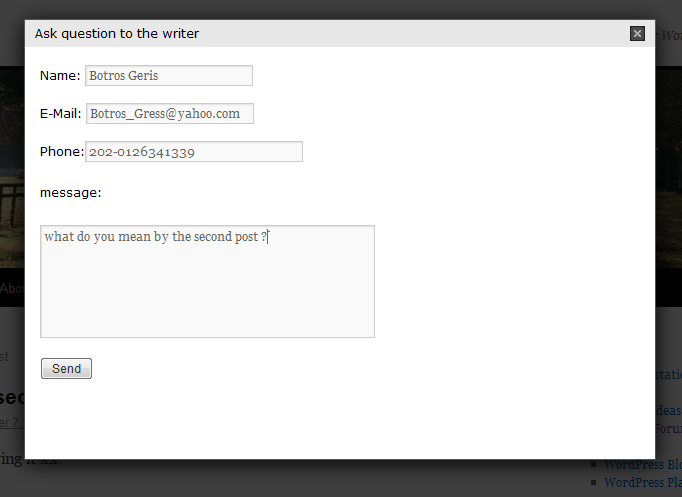 Ask question to the writer
Name: Botros Geris
E-Mail: Botros_Gress@yahoo.com
Phone: 202-0126341339
message:
what do you mean by the second post ?
Send
WordPress